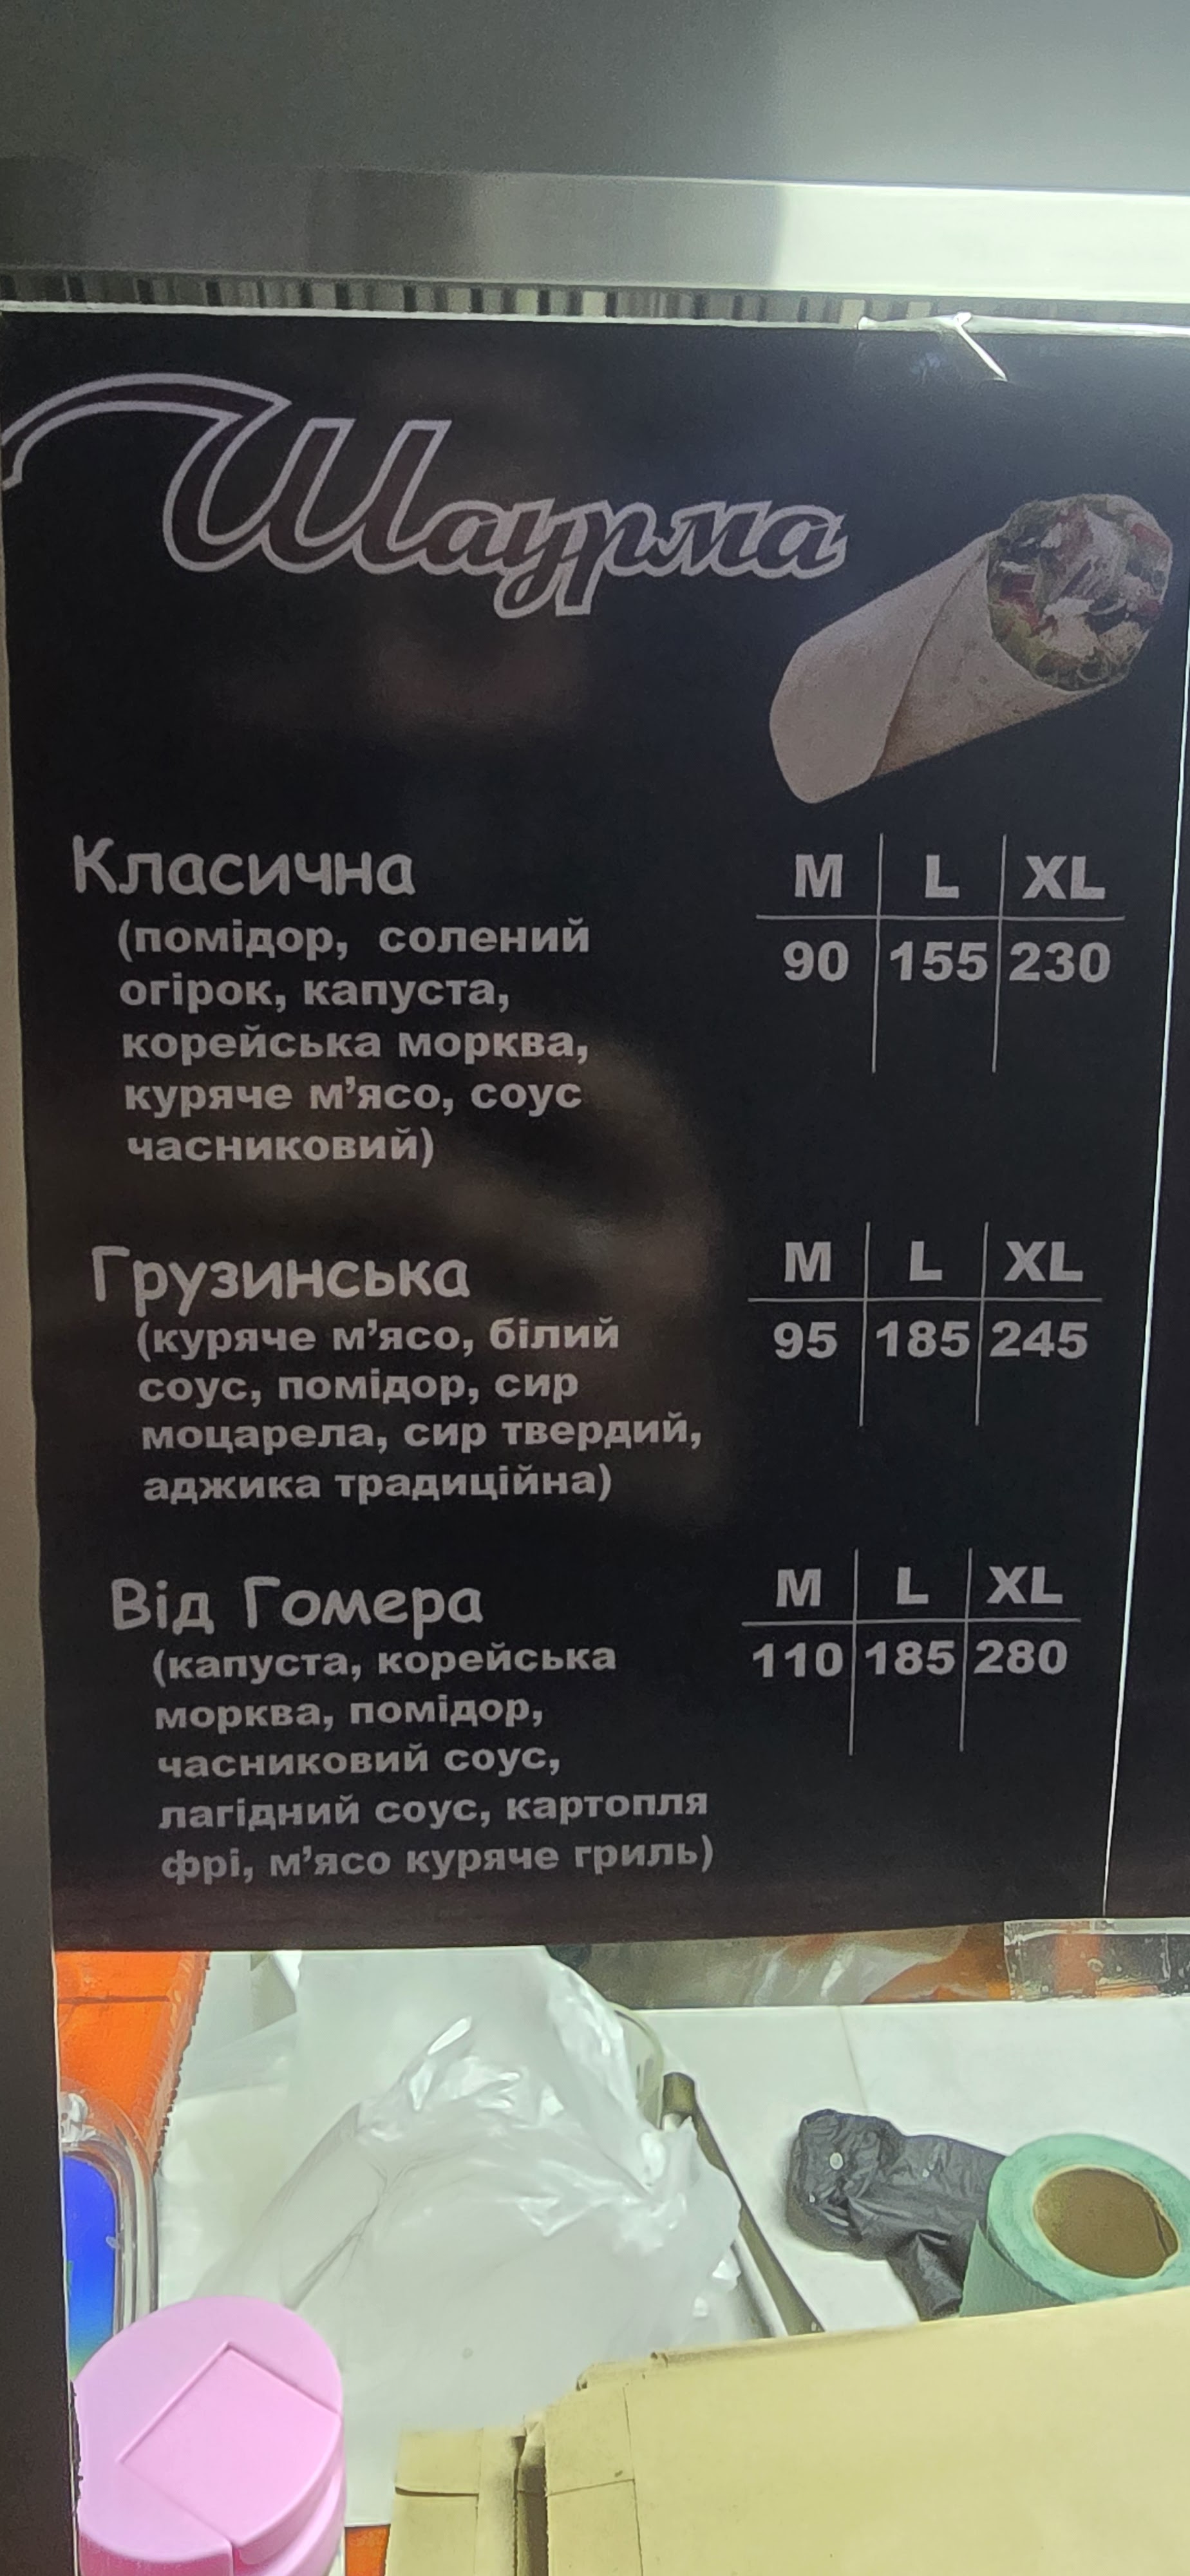 Шаурма
Класична
(помідор, солений
огірок, капуста,
корейська морква,
куряче м’ясо, соус
часниковий)
M L XL
90 155 230
Грузинська
(куряче м’ясо, білий
соус, помідор, сир
моцарела, сир твердий,
аджика традиційна)
M L XL
95 185 245
Від Гомера
(капуста, корейська
морква, помідор,
часниковий соус,
лагідний соус, картопля
фрі, м’ясо куряче гриль)
M L XL
110 185 280